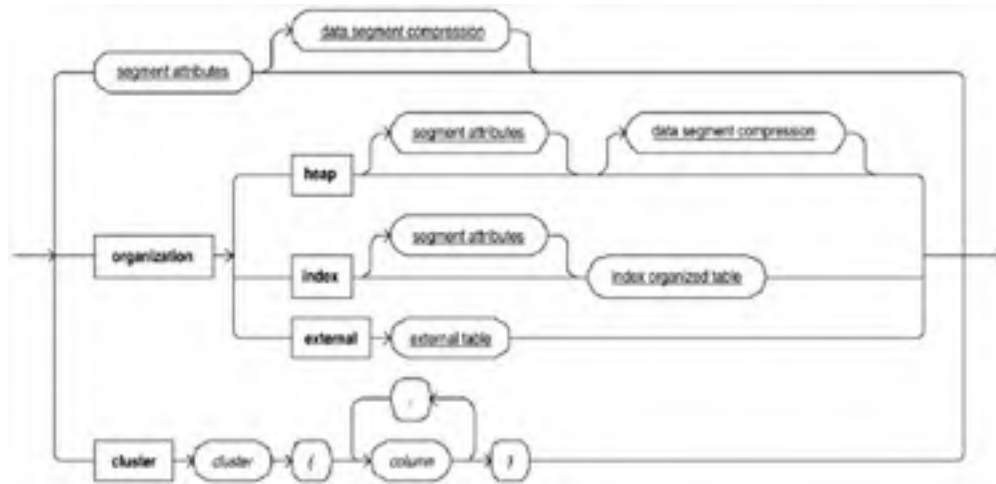 data segment compression
segment attributes
segment attributes data segment compression
heap
segment attributes
organization index index organized table
external external table
,
cluster cluster ( column )